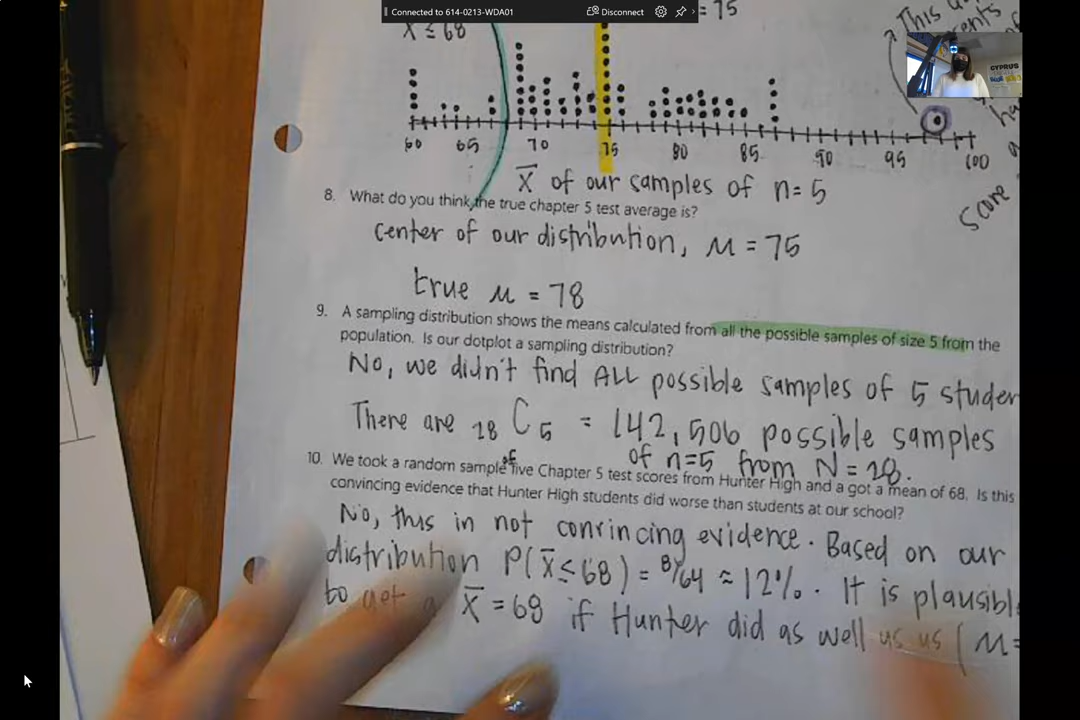 Connected to 614-0213-WDA01
Disconnect
= 75
X̄ ≤ 68
This
CYPRUS
60 65 70 75 80 85 90 95 100
X̄ of our samples of n=5
score
8. What do you think the true chapter 5 test average is?
center of our distribution, μ = 75
true μ = 78
9. A sampling distribution shows the means calculated from all the possible samples of size 5 from the
population. Is our dotplot a sampling distribution?
No, we didn't find ALL possible samples of 5 studen
There are 28 C 5 = 142,506 possible samples
of n=5 from N=28.
10. We took a random sample of five Chapter 5 test scores from Hunter High and a got a mean of 68. Is this
convincing evidence that Hunter High students did worse than students at our school?
No, this in not convincing evidence. Based on our
distribution P(X̄ ≤ 68) = 8/64 ≈ 12%. It is plausibl
to get a X̄ = 68 if Hunter did as well as us (μ=